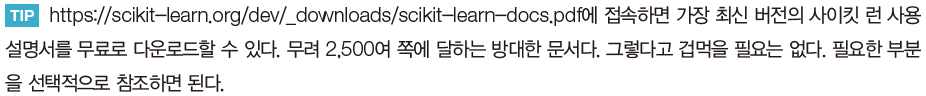 TIP https://scikit-learn.org/dev/_downloads/scikit-learn-docs.pdf에 접속하면 가장 최신 버전의 사이킷 런 사용
설명서를 무료로 다운로드할 수 있다. 무려 2,500여 쪽에 달하는 방대한 문서다. 그렇다고 겁먹을 필요는 없다. 필요한 부분
을 선택적으로 참조하면 된다.